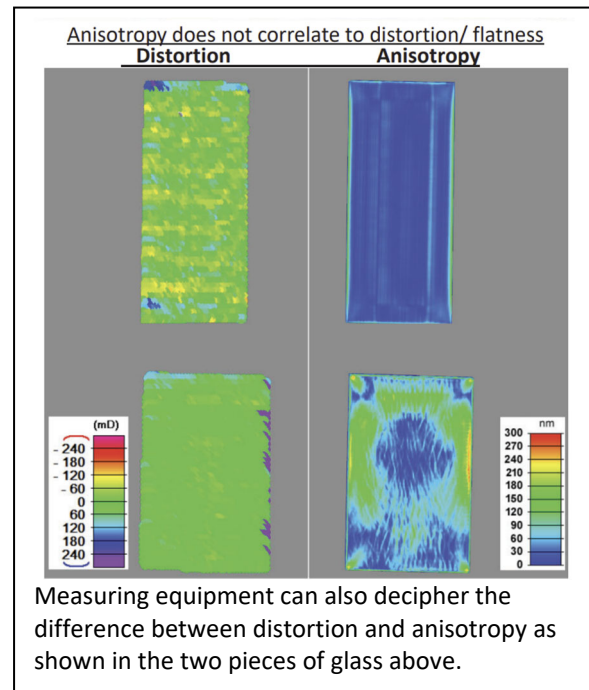 Anisotropy does not correlate to distortion/ flatness
Distortion Anisotropy
(mD)
- 240
- 180
- 120
- 60
0
60
120
180
240
nm
300
270
240
210
180
150
120
90
60
30
0
Measuring equipment can also decipher the
difference between distortion and anisotropy as
shown in the two pieces of glass above.